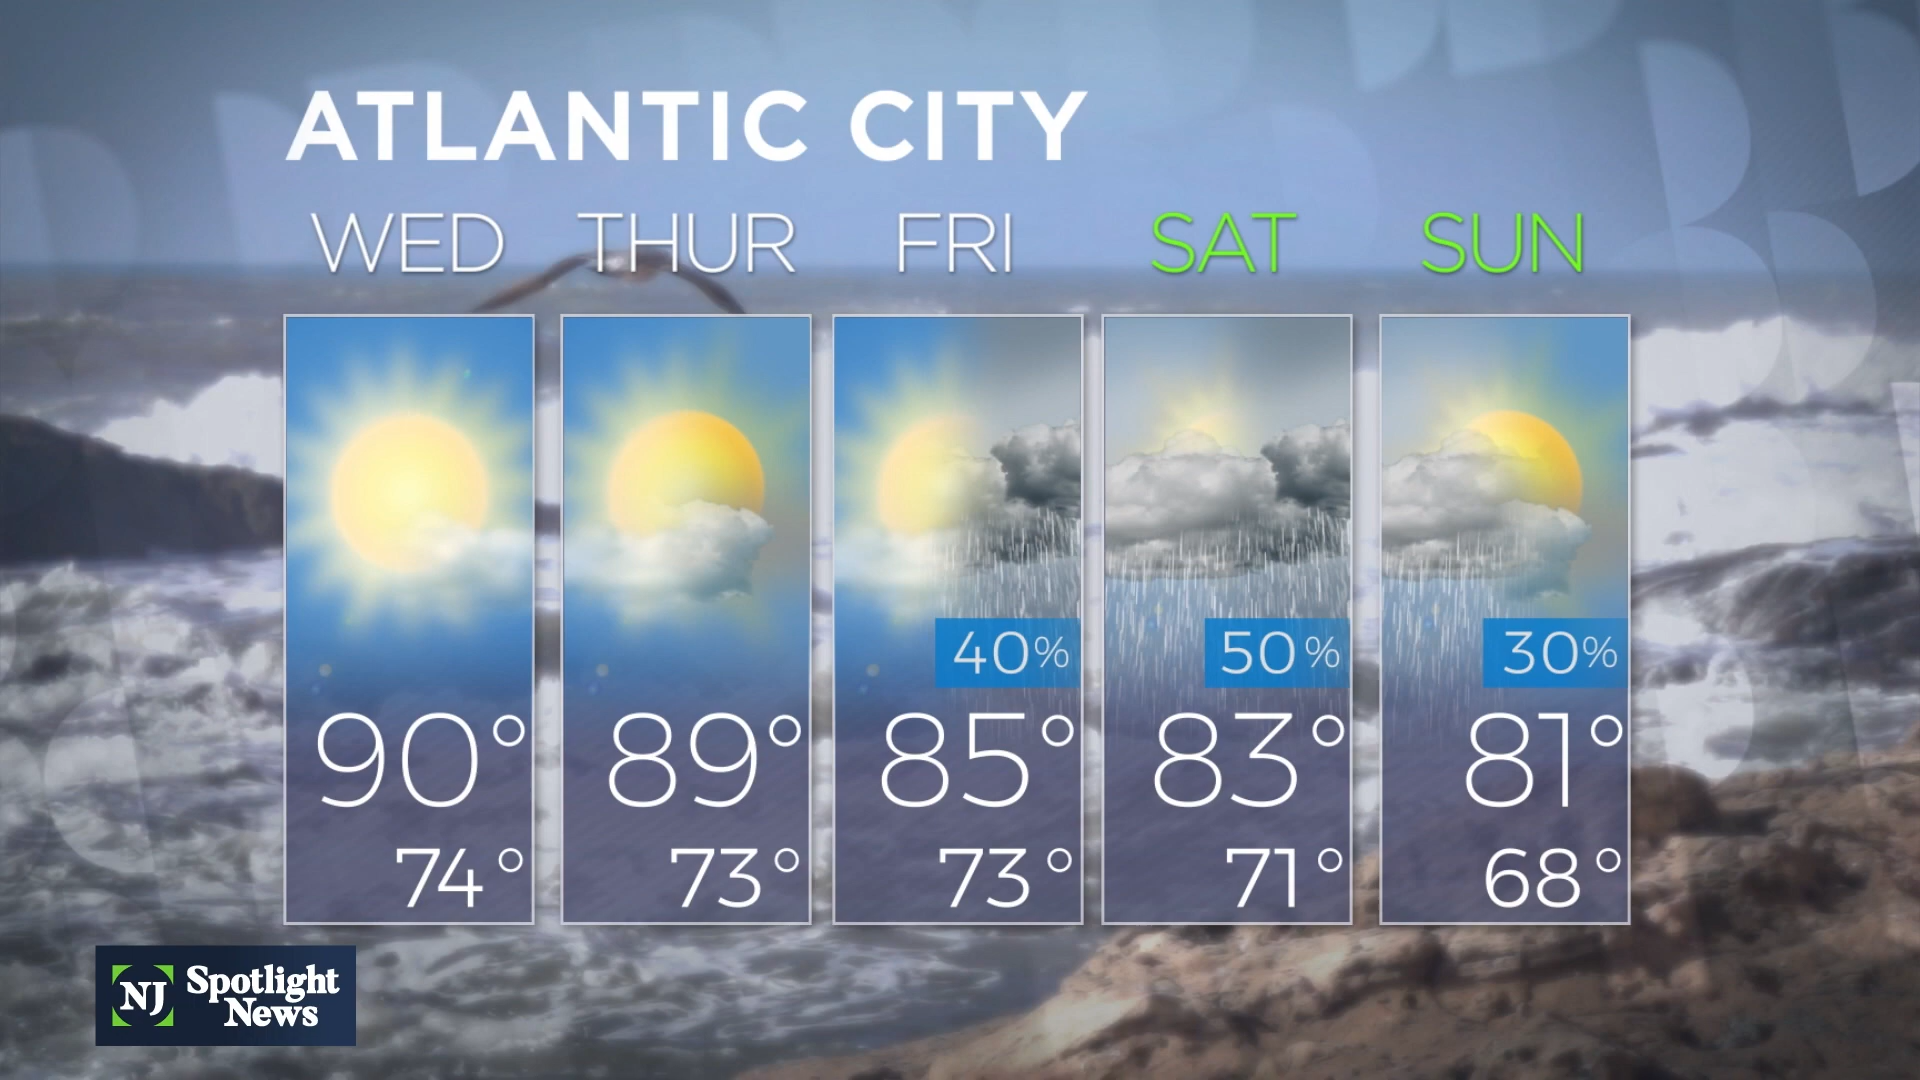 ATLANTIC CITY
WED THUR FRI SAT SUN
40% 50% 30%
90° 89° 85° 83° 81°
74° 73° 73° 71° 68°
NJ Spotlight
News